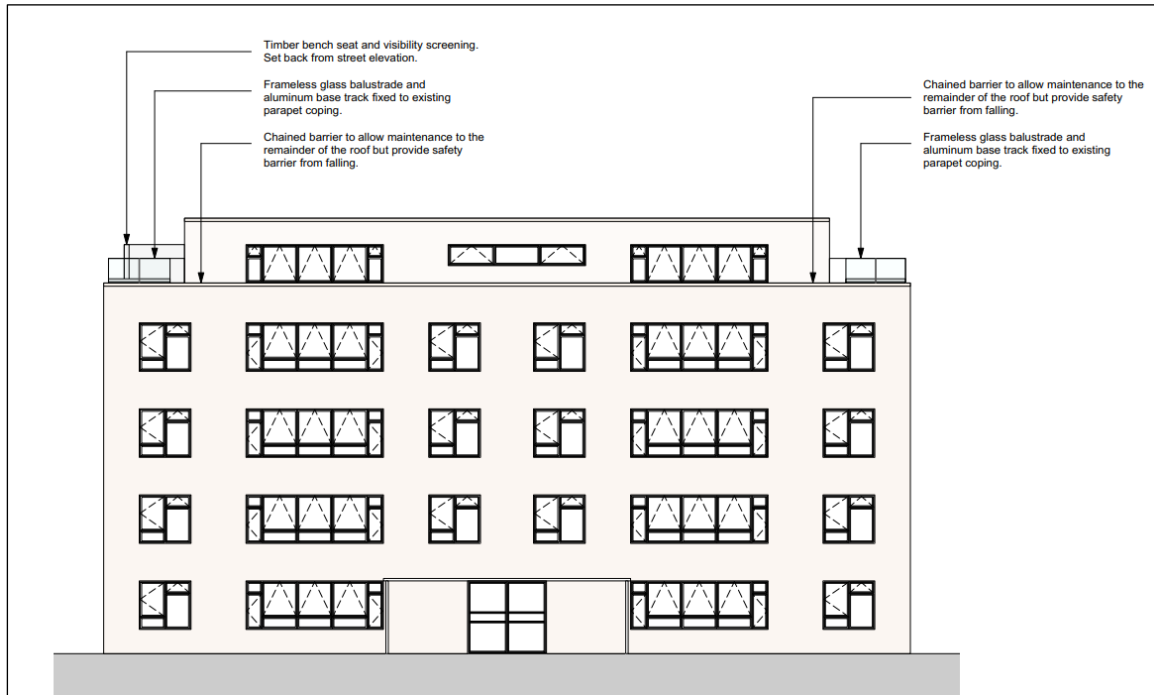 Timber bench seat and visibility screening.
Set back from street elevation.
Frameless glass balustrade and
aluminum base track fixed to existing
parapet coping.
Chained barrier to allow maintenance to the
remainder of the roof but provide safety
barrier from falling.
Chained barrier to allow maintenance to the
remainder of the roof but provide safety
barrier from falling.
Frameless glass balustrade and
aluminum base track fixed to existing
parapet coping.